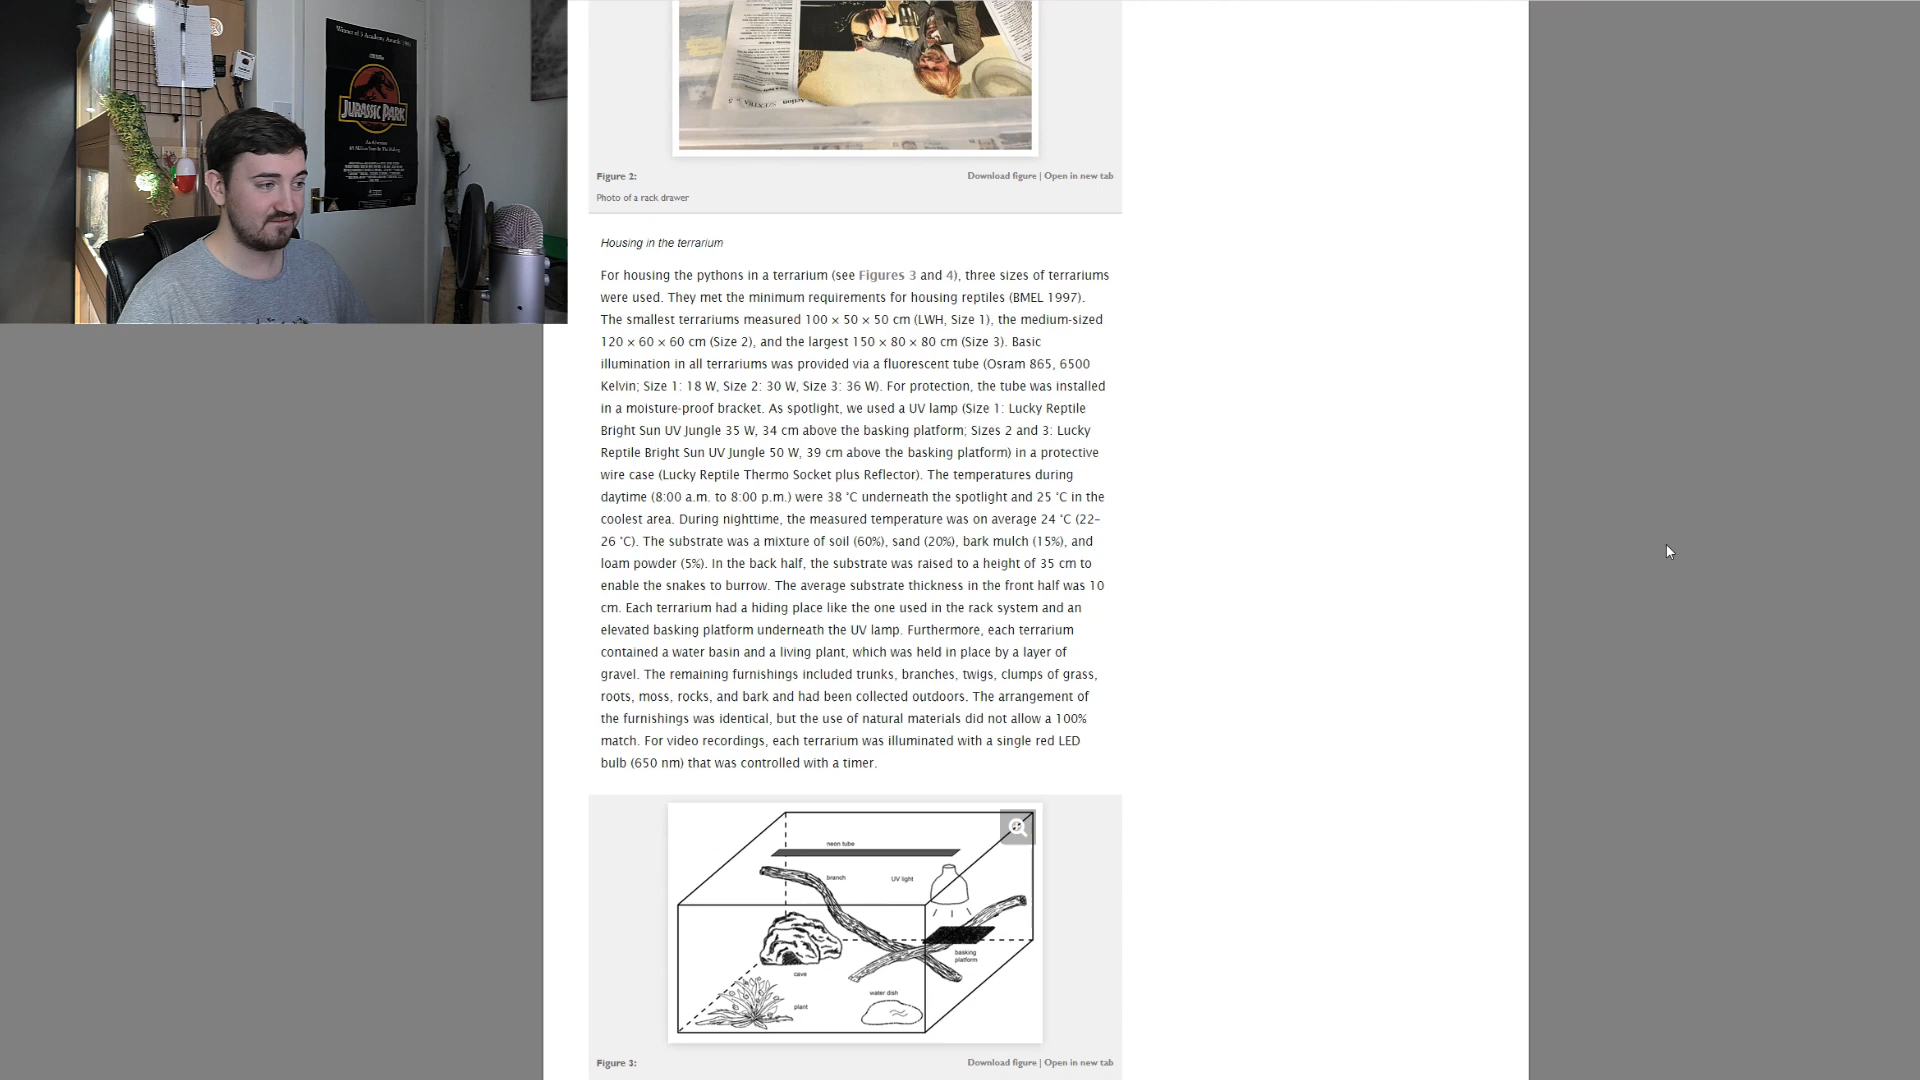 Winner of 3 Academy Awards 1993
JURASSIC PARK
An Adventure
65 Million Years In The Making.
Figure 2:
Download figure | Open in new tab
Photo of a rack drawer
Housing in the terrarium
For housing the pythons in a terrarium (see Figures 3 and 4), three sizes of terrariums
were used. They met the minimum requirements for housing reptiles (BMEL 1997).
The smallest terrariums measured 100 × 50 × 50 cm (LWH, Size 1), the medium-sized
120 × 60 × 60 cm (Size 2), and the largest 150 × 80 × 80 cm (Size 3). Basic
illumination in all terrariums was provided via a fluorescent tube (Osram 865, 6500
Kelvin; Size 1: 18 W, Size 2: 30 W, Size 3: 36 W). For protection, the tube was installed
in a moisture-proof bracket. As spotlight, we used a UV lamp (Size 1: Lucky Reptile
Bright Sun UV Jungle 35 W, 34 cm above the basking platform; Sizes 2 and 3: Lucky
Reptile Bright Sun UV Jungle 50 W, 39 cm above the basking platform) in a protective
wire case (Lucky Reptile Thermo Socket plus Reflector). The temperatures during
daytime (8:00 a.m. to 8:00 p.m.) were 38 °C underneath the spotlight and 25 °C in the
coolest area. During nighttime, the measured temperature was on average 24 °C (22–
26 °C). The substrate was a mixture of soil (60%), sand (20%), bark mulch (15%), and
loam powder (5%). In the back half, the substrate was raised to a height of 35 cm to
enable the snakes to burrow. The average substrate thickness in the front half was 10
cm. Each terrarium had a hiding place like the one used in the rack system and an
elevated basking platform underneath the UV lamp. Furthermore, each terrarium
contained a water basin and a living plant, which was held in place by a layer of
gravel. The remaining furnishings included trunks, branches, twigs, clumps of grass,
roots, moss, rocks, and bark and had been collected outdoors. The arrangement of
the furnishings was identical, but the use of natural materials did not allow a 100%
match. For video recordings, each terrarium was illuminated with a single red LED
bulb (650 nm) that was controlled with a timer.
neon tube
branch
UV light
basking
platform
cave
water dish
plant
Figure 3:
Download figure | Open in new tab